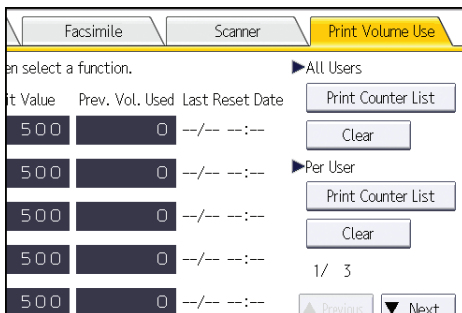 Facsimile Scanner Print Volume Use
en select a function. ▶All Users
it Value Prev. Vol. Used Last Reset Date Print Counter List
500 0 --/-- --:-- Clear
500 0 --/-- --:-- ▶Per User
Print Counter List
500 0 --/-- --:-- Clear
500 0 --/-- --:-- 1/ 3
500 0 --/-- --:-- ▲ Previous ▼ Next